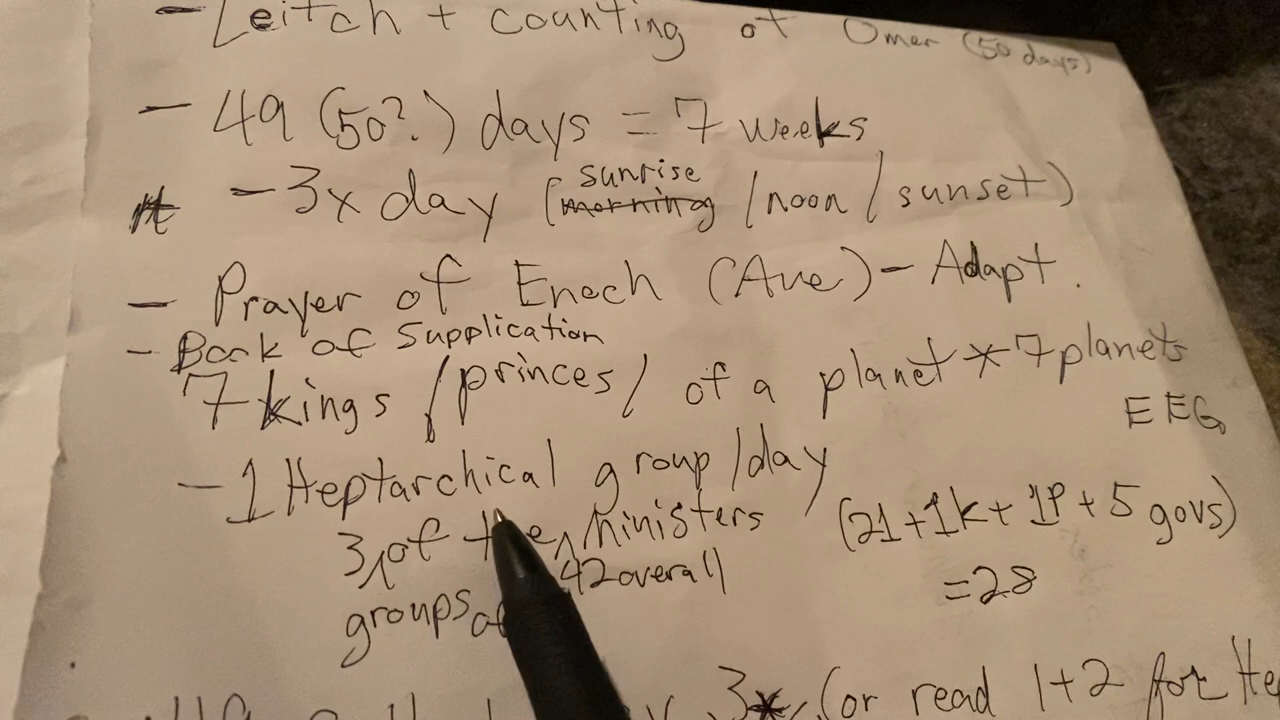 - Leitch + counting of Omer (50 days)
- 49 (50?) days = 7 weeks
- 3x day (morning sunrise / noon / sunset)
- Prayer of Enoch (Ave) - Adapt.
- Book of Supplication
7 kings / princes / of a planet * 7 planets
EEG
- 1 Heptarchical group / day
(21 + 1k + 1P + 5 govs)
3 of the ministers
= 28
groups of 42 overall
3* (or read 1+2 for